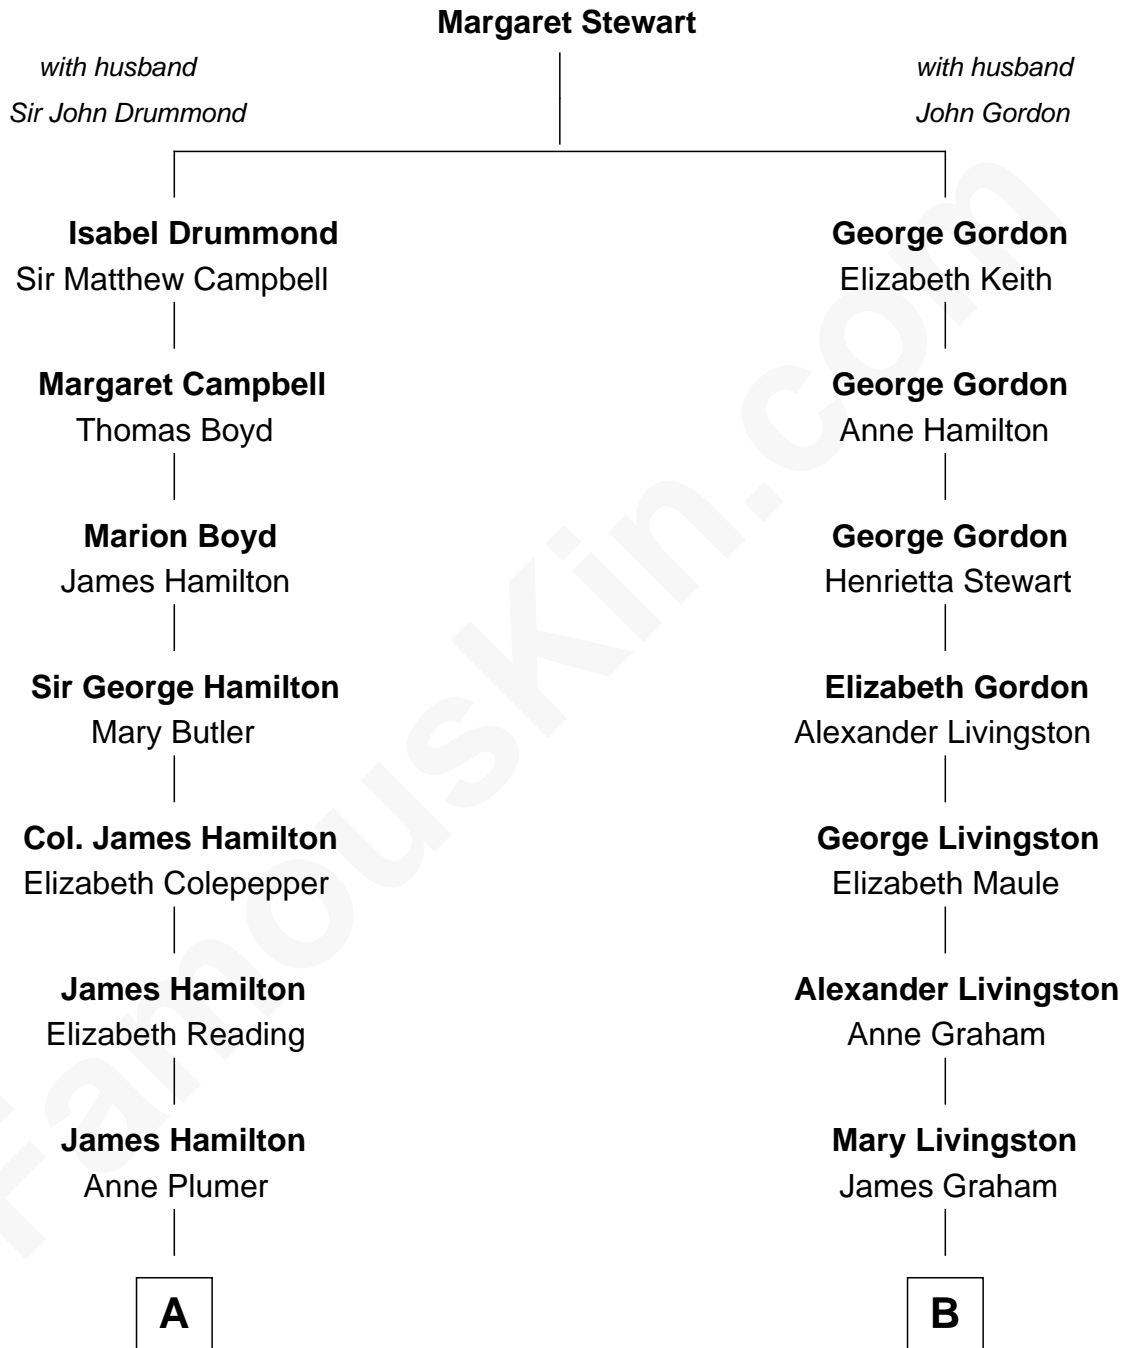 Margaret Stewart
with husband
Sir John Drummond
with husband
John Gordon
Isabel Drummond
Sir Matthew Campbell
George Gordon
Elizabeth Keith
Margaret Campbell
Thomas Boyd
George Gordon
Anne Hamilton
Marion Boyd
James Hamilton
George Gordon
Henrietta Stewart
Sir George Hamilton
Mary Butler
Elizabeth Gordon
Alexander Livingston
Col. James Hamilton
Elizabeth Colepepper
George Livingston
Elizabeth Maule
James Hamilton
Elizabeth Reading
Alexander Livingston
Anne Graham
James Hamilton
Anne Plumer
Mary Livingston
James Graham
A
B
FamousKin.com